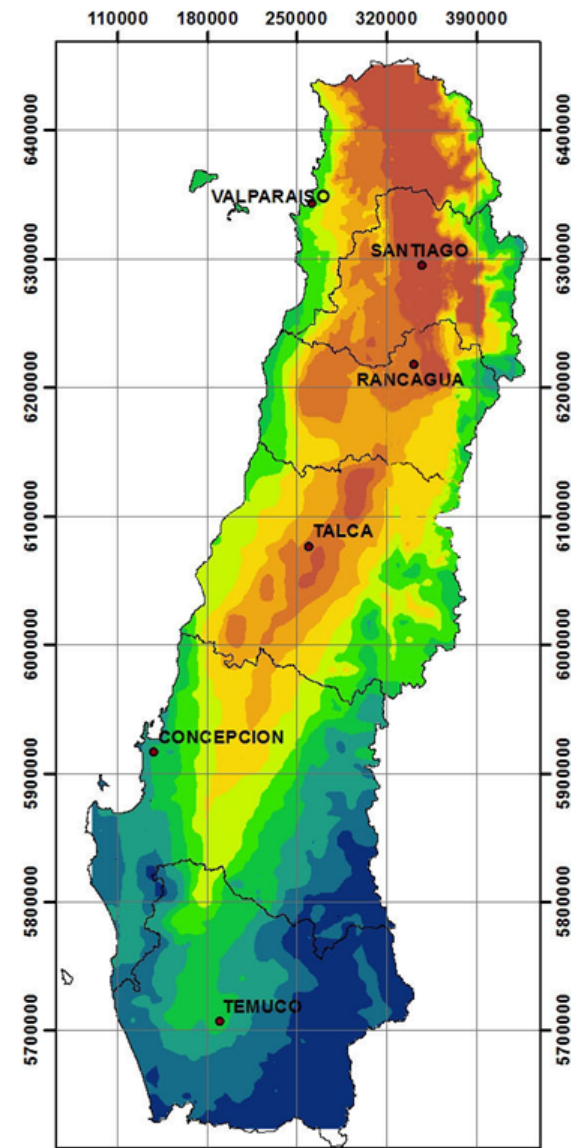 110000 180000 250000 320000 390000
6400000 6400000
VALPARAISO
SANTIAGO
6300000 6300000
RANCAGUA
6200000 6200000
6100000 6100000
TALCA
6000000 6000000
CONCEPCION
5900000 5900000
5800000 5800000
TEMUCO
5700000 5700000